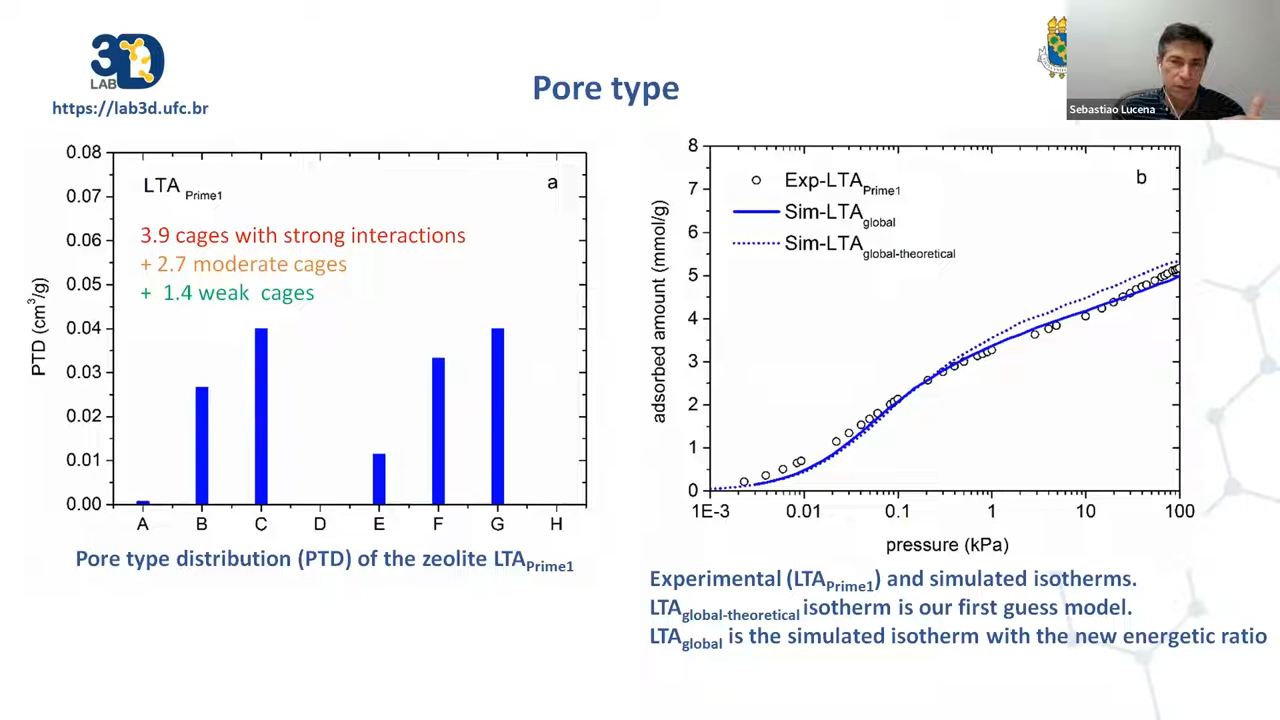 3D
LAB
https://lab3d.ufc.br
Pore type
Sebastiao Lucena
0.08
0.07
0.06
0.05
0.04
0.03
0.02
0.01
0.00
PTD (cm³/g)
LTA Prime1
a
3.9 cages with strong interactions
+ 2.7 moderate cages
+ 1.4 weak cages
A B C D E F G H
Pore type distribution (PTD) of the zeolite LTAPrime1
8
7
6
5
4
3
2
1
0
adsorbed amount (mmol/g)
b
Exp-LTAPrime1
Sim-LTAglobal
Sim-LTAglobal-theoretical
1E-3 0.01 0.1 1 10 100
pressure (kPa)
Experimental (LTAPrime1) and simulated isotherms.
LTAglobal-theoretical isotherm is our first guess model.
LTAglobal is the simulated isotherm with the new energetic ratio